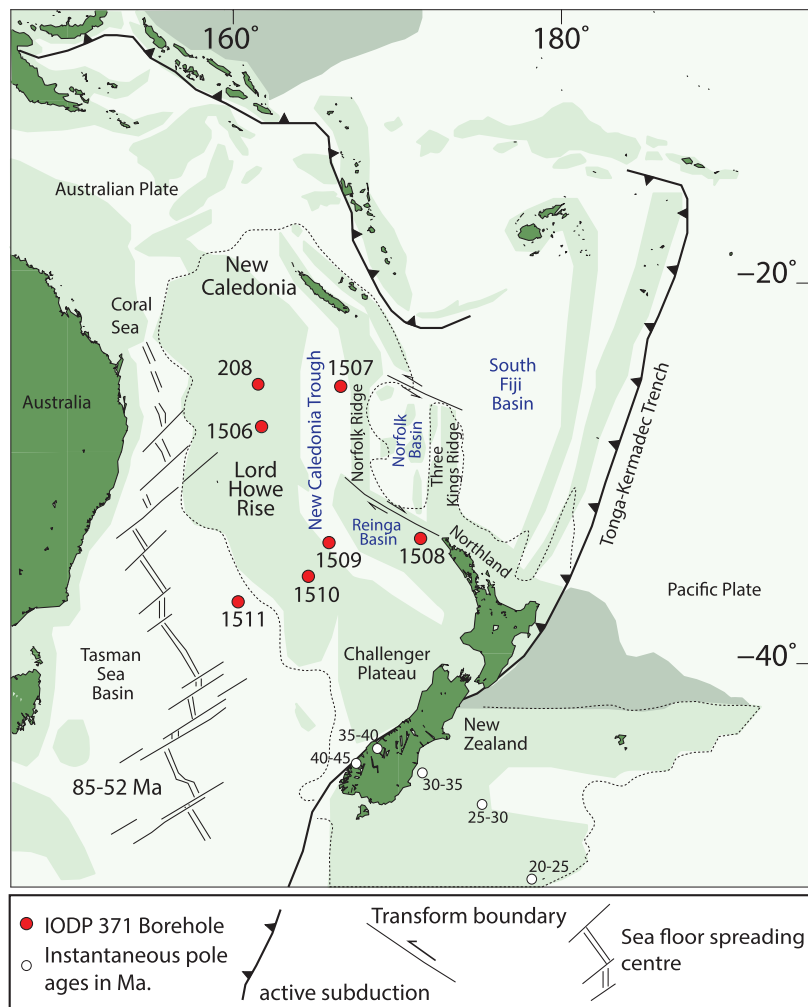 160°
180°
Australian Plate
New
Caledonia
−20°
Coral
Sea
208
1507
South
Fiji
Basin
Australia
1506
New Caledonia Trough
Norfolk Ridge
Norfolk
Basin
Three
Kings Ridge
Tonga-Kermadec Trench
Lord
Howe
Rise
Reinga
Basin
1509
1508
Northland
1510
1511
Pacific Plate
Tasman
Sea
Basin
Challenger
Plateau
−40°
New
Zealand
35-40
40-45
30-35
85-52 Ma
25-30
20-25
IODP 371 Borehole
Instantaneous pole
ages in Ma.
active subduction
Transform boundary
Sea floor spreading
centre